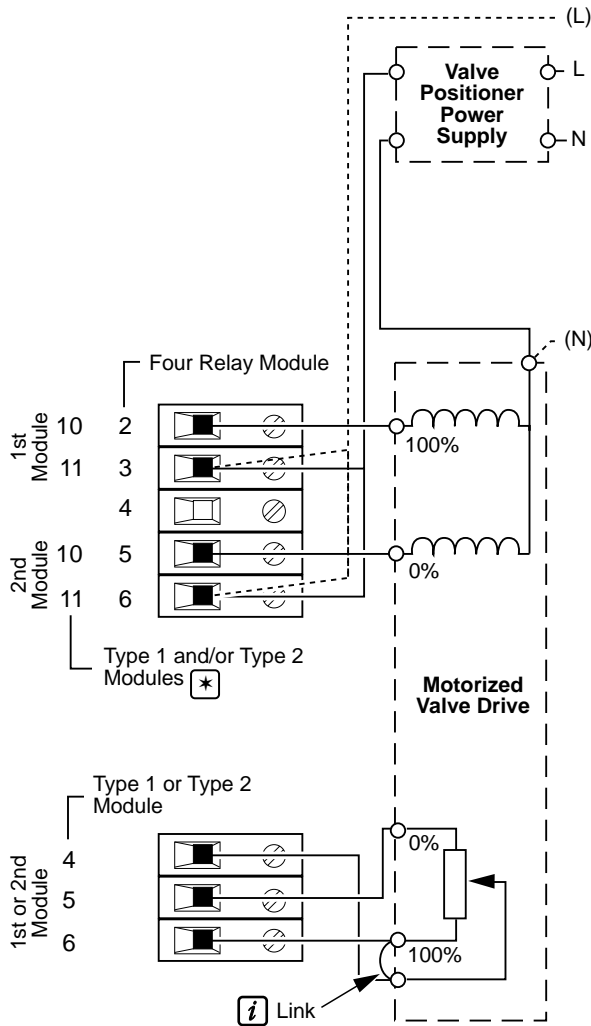 (L)
Valve
Positioner
Power
Supply
L
N
(N)
Four Relay Module
1st
Module
10 2
11 3
4
2nd
Module
10 5
11 6
100%
0%
Type 1 and/or Type 2
Modules *
Motorized
Valve Drive
Type 1 or Type 2
Module
1st or 2nd
Module
4
5
6
0%
100%
i Link